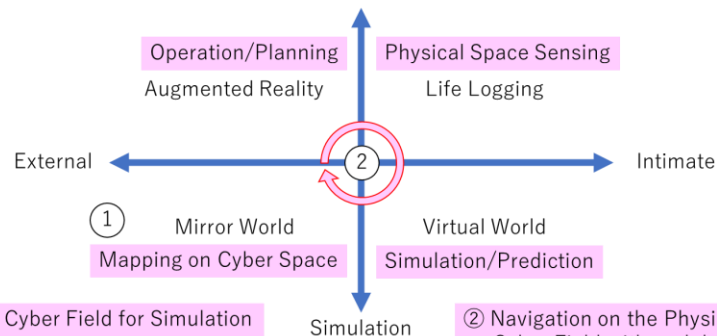 Operation/Planning
Physical Space Sensing
Augmented Reality
Life Logging
External
②
Intimate
①
Mirror World
Virtual World
Mapping on Cyber Space
Simulation/Prediction
Cyber Field for Simulation
Simulation
② Navigation on the